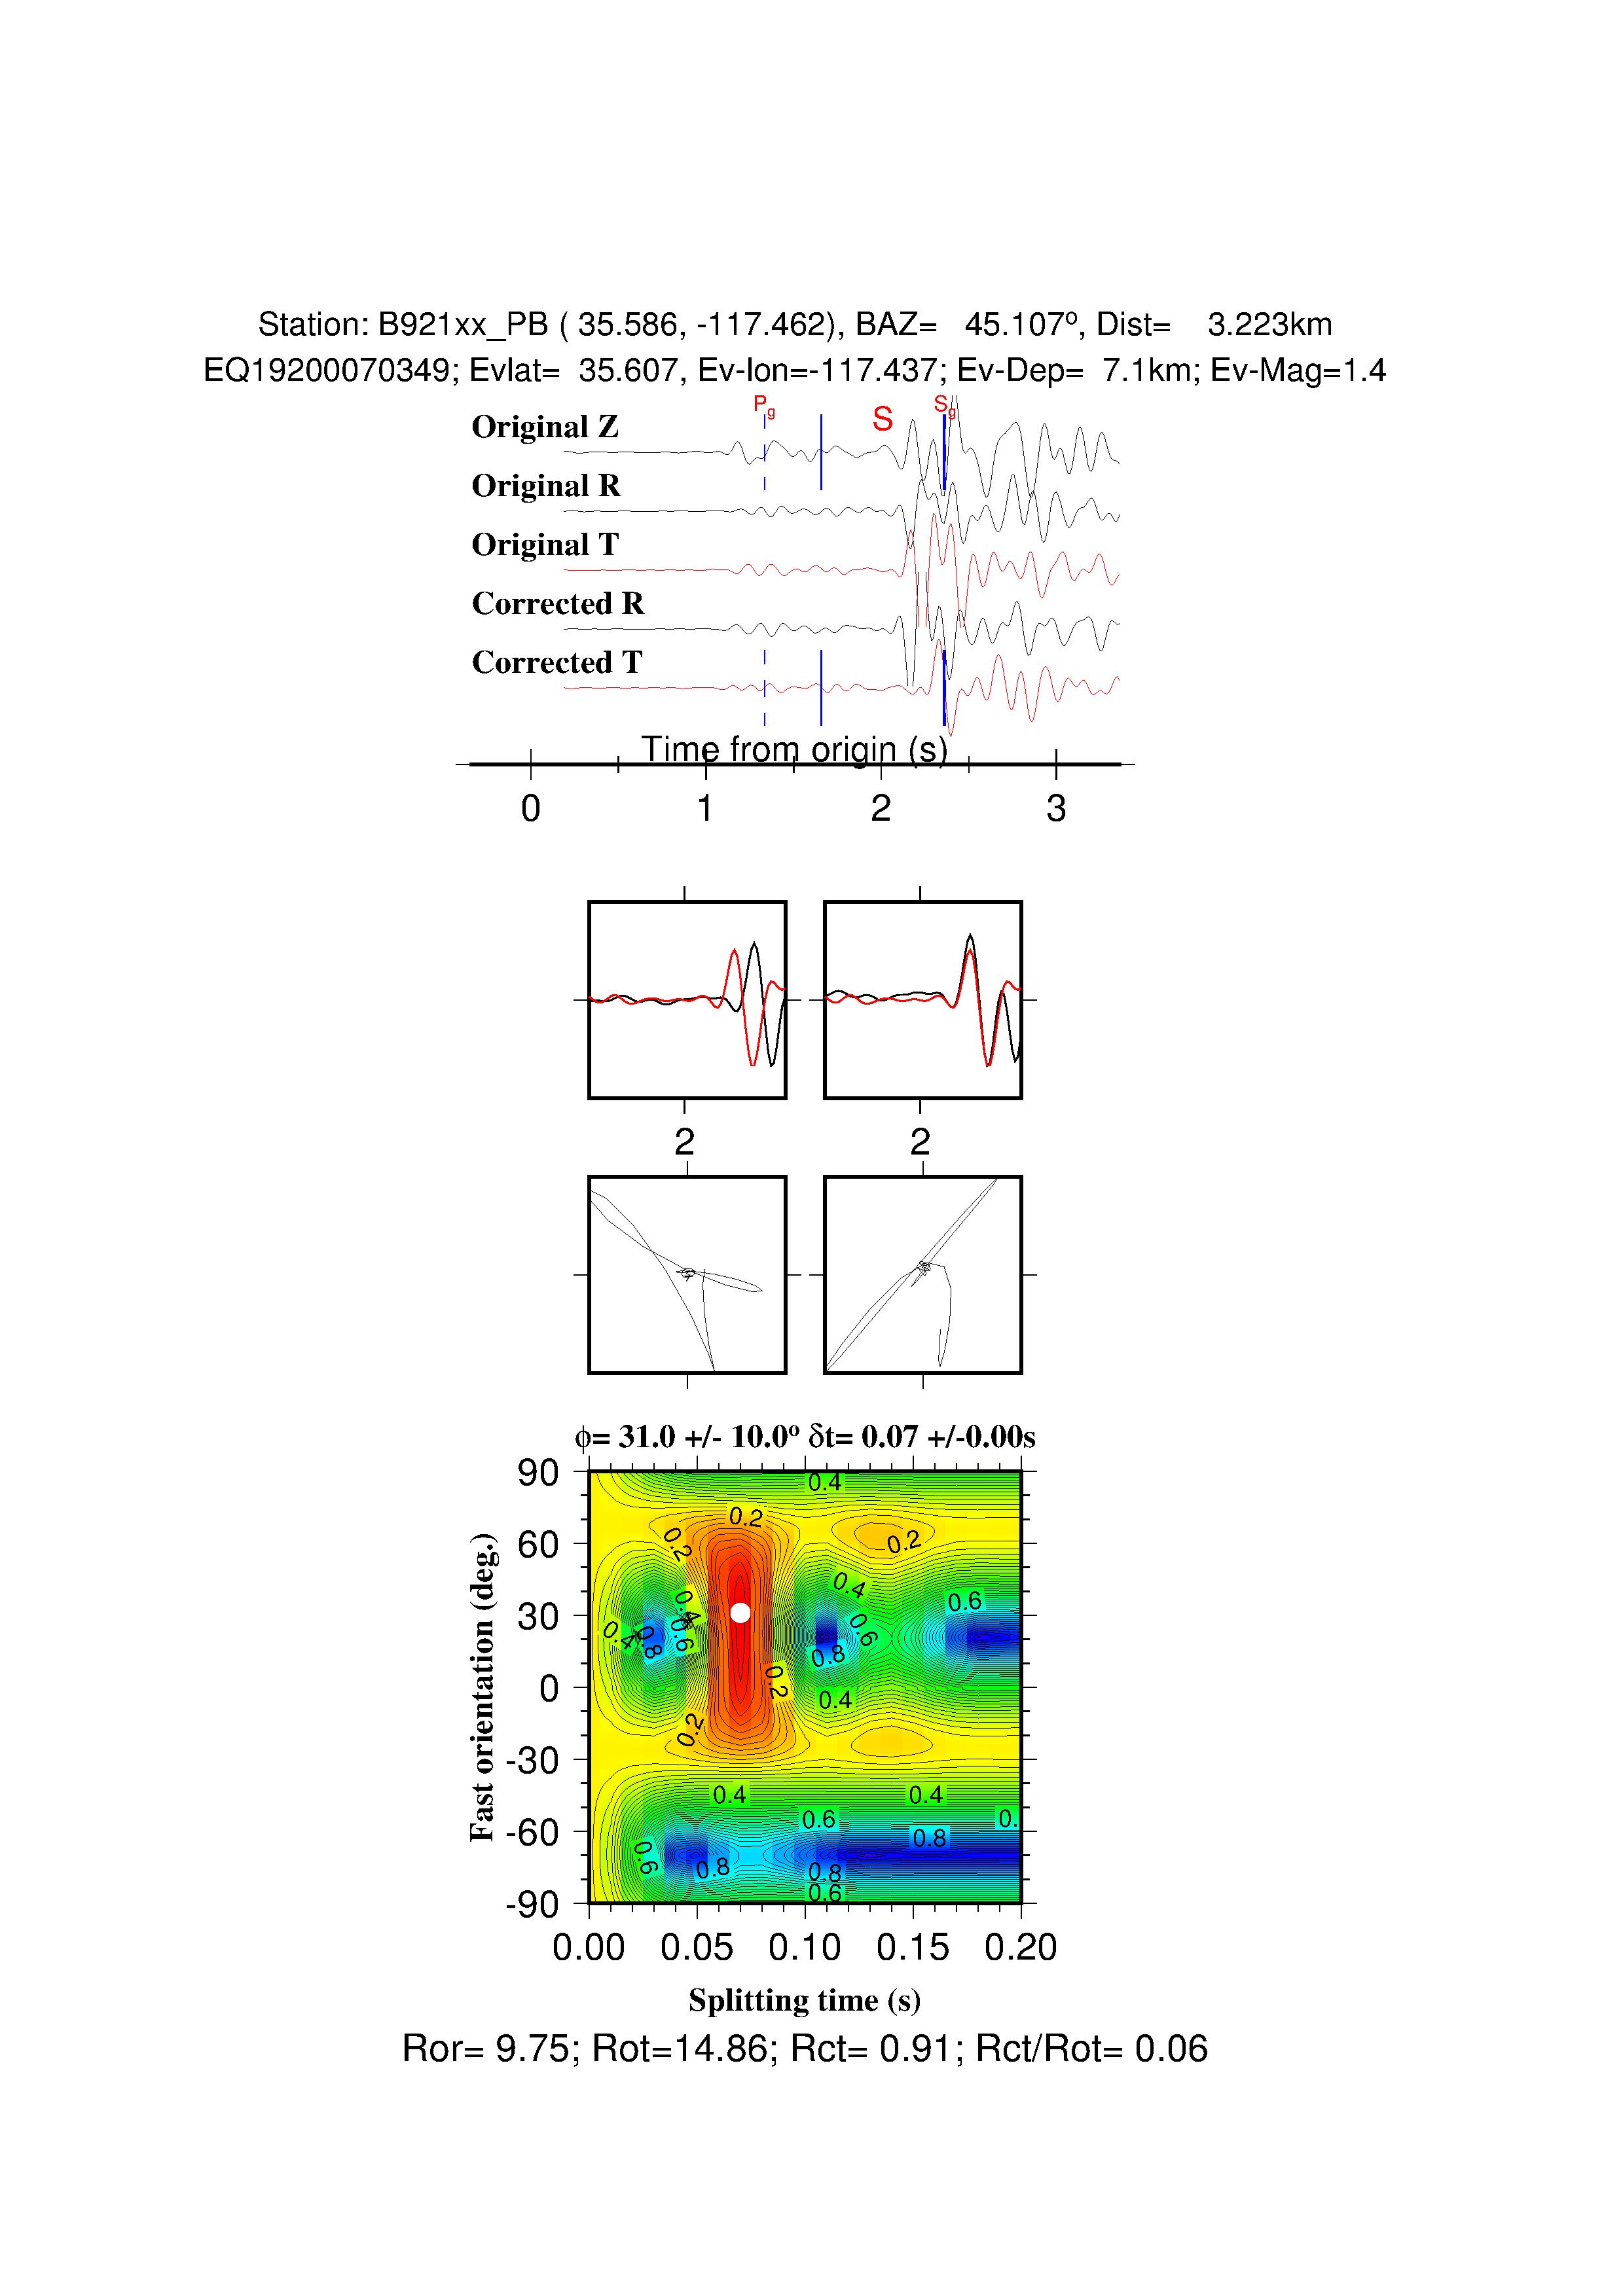 Station: B921xx_PB ( 35.586, -117.462), BAZ= 45.107º, Dist= 3.223km
EQ19200070349; Evlat= 35.607, Ev-lon=-117.437; Ev-Dep= 7.1km; Ev-Mag=1.4
Pg S Sg
Original Z
Original R
Original T
Corrected R
Corrected T
Time from origin (s)
0 1 2 3
2 2
ϕ= 31.0 +/- 10.0º δt= 0.07 +/-0.00s
90
60
30
0
-30
-60
-90
Fast orientation (deg.)
0.4
0.2
0.2
0.2
0.4
0.4
0.6
0.4
0.8
0.6
0.6
0.8
0.2
0.4
0.2
0.4
0.4
0.6
0.
0.8
0.6
0.8
0.8
0.6
0.00 0.05 0.10 0.15 0.20
Splitting time (s)
Ror= 9.75; Rot=14.86; Rct= 0.91; Rct/Rot= 0.06